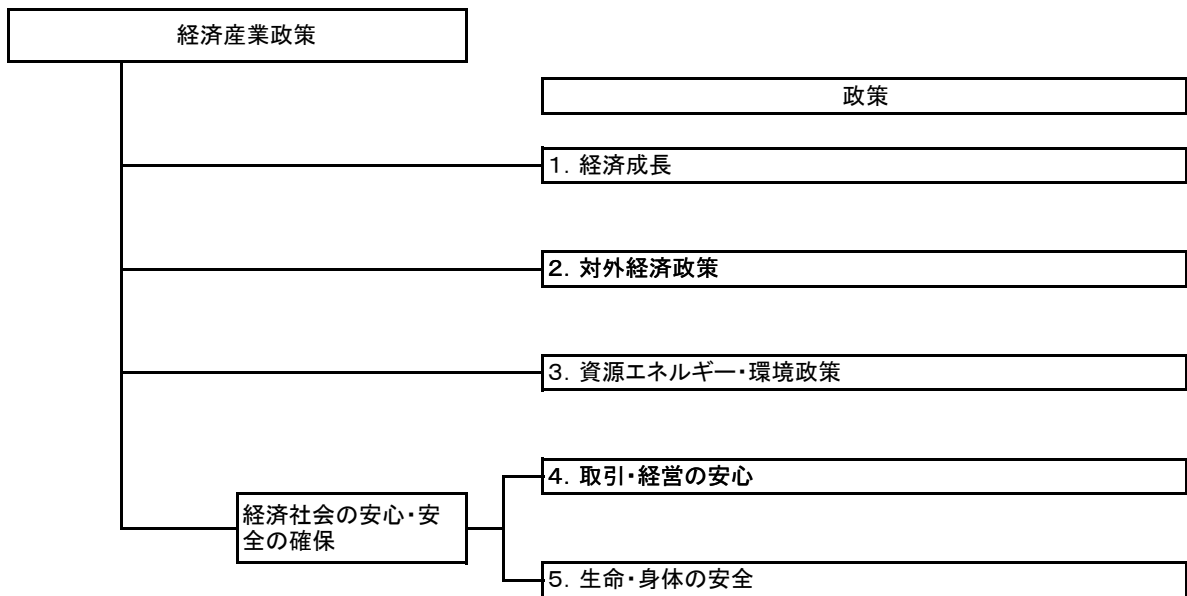 経済産業政策
政策
1. 経済成長
2. 対外経済政策
3. 資源エネルギー・環境政策
4. 取引・経営の安心
経済社会の安心・安
全の確保
5. 生命・身体の安全